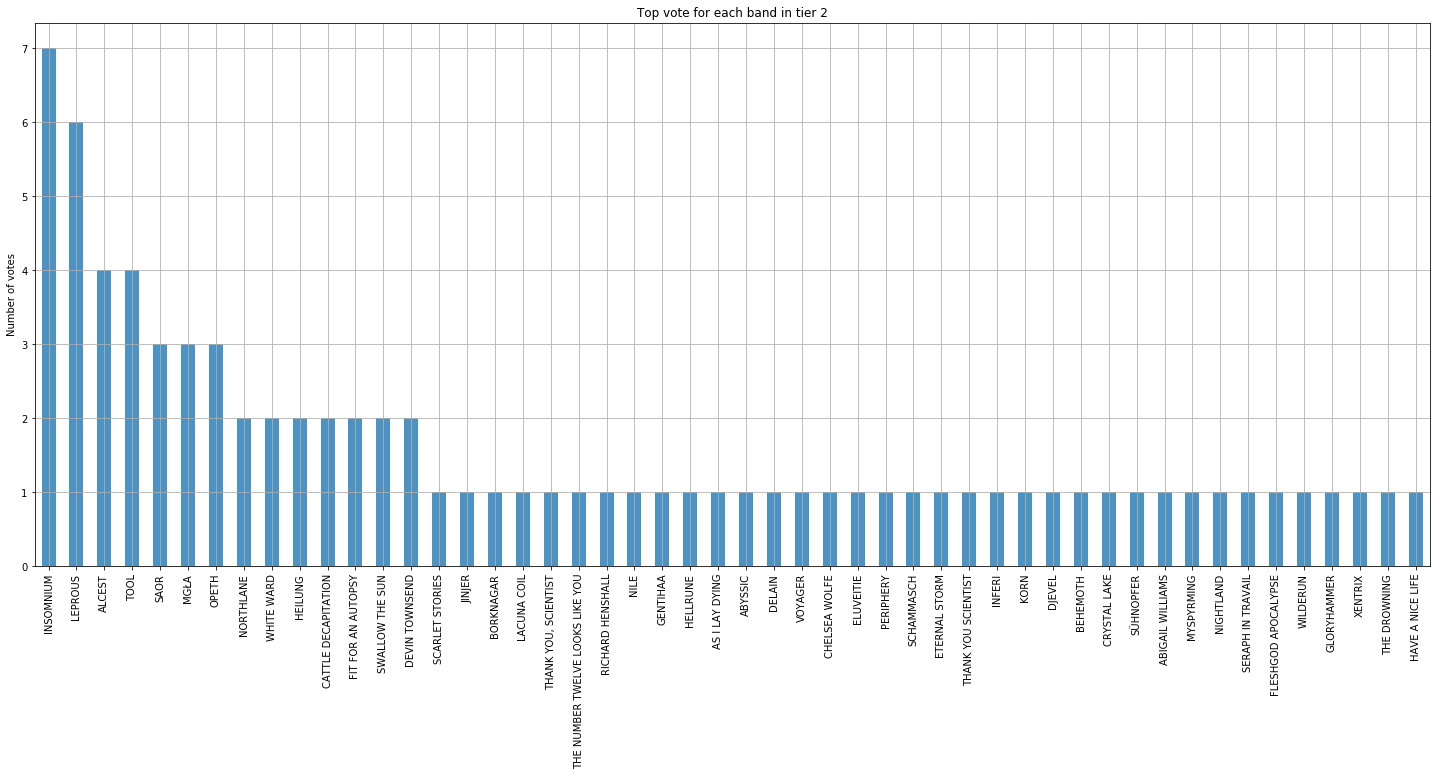 Top vote for each band in tier 2
Number of votes
7
6
5
4
3
2
1
0
INSOMNIUM
LEPROUS
ALCEST
TOOL
SAOR
MGŁA
OPETH
NORTHLANE
WHITE WARD
HEILUNG
CATTLE DECAPITATION
FIT FOR AN AUTOPSY
SWALLOW THE SUN
DEVIN TOWNSEND
SCARLET STORIES
JINJER
BORKNAGAR
LACUNA COIL
THANK YOU, SCIENTIST
THE NUMBER TWELVE LOOKS LIKE YOU
RICHARD HENSHALL
NILE
GENTIHAA
HELLRUNE
AS I LAY DYING
ABYSSIC
DELAIN
VOYAGER
CHELSEA WOLFE
ELUVEITIE
PERIPHERY
SCHAMMASCH
ETERNAL STORM
THANK YOU SCIENTIST
INFERI
KORN
DJEVEL
BEHEMOTH
CRYSTAL LAKE
SÜHNOPFER
ABIGAIL WILLIAMS
MYSPYRMING
NIGHTLAND
SERAPH IN TRAVAIL
FLESHGOD APOCALYPSE
WILDERUN
GLORYHAMMER
XENTRIX
THE DROWNING
HAVE A NICE LIFE